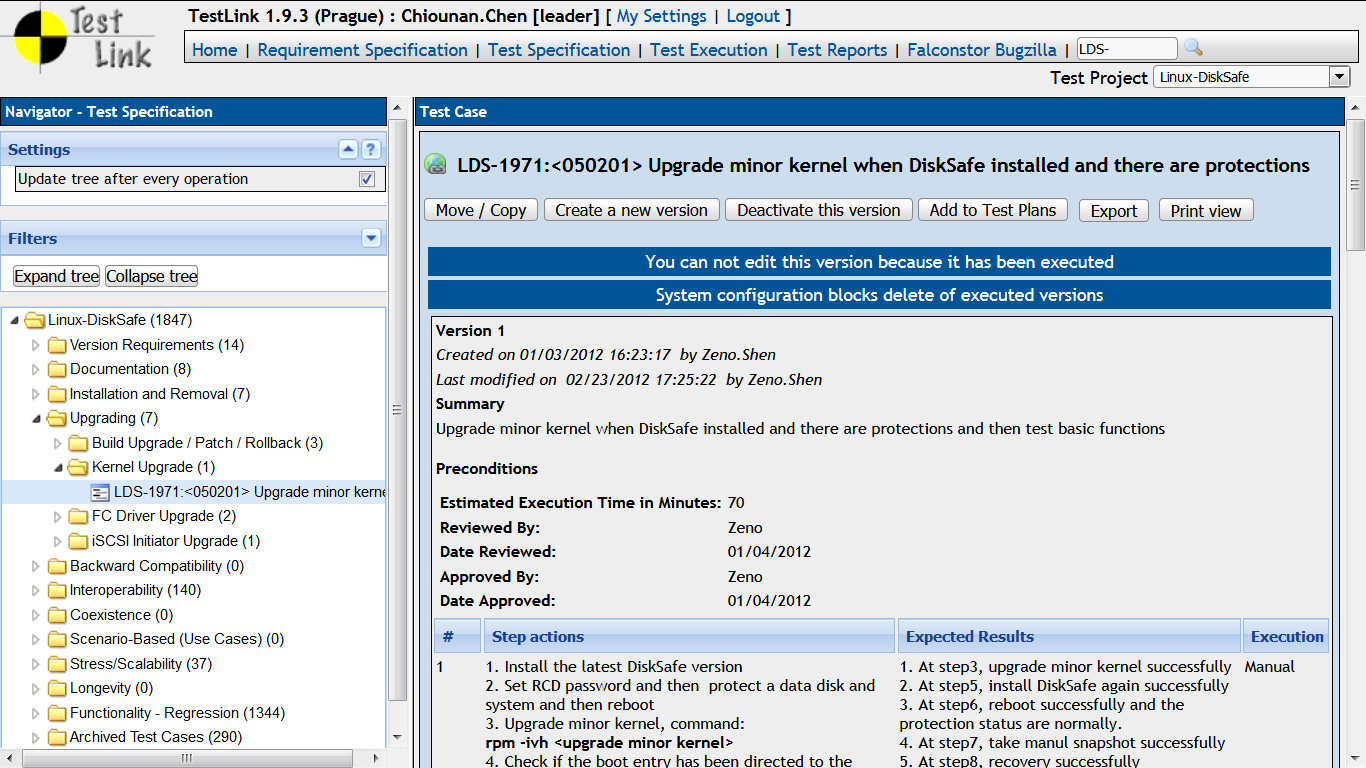 Test
Link
TestLink 1.9.3 (Prague) : Chiounan.Chen [leader] [ My Settings | Logout ]
Home | Requirement Specification | Test Specification | Test Execution | Test Reports | Falconstor Bugzilla | LDS-
Test Project Linux-DiskSafe
Navigator - Test Specification
Settings
?
Update tree after every operation
Filters
Expand tree Collapse tree
Linux-DiskSafe (1847)
Version Requirements (14)
Documentation (8)
Installation and Removal (7)
Upgrading (7)
Build Upgrade / Patch / Rollback (3)
Kernel Upgrade (1)
LDS-1971:<050201> Upgrade minor kerne
FC Driver Upgrade (2)
iSCSI Initiator Upgrade (1)
Backward Compatibility (0)
Interoperability (140)
Coexistence (0)
Scenario-Based (Use Cases) (0)
Stress/Scalability (37)
Longevity (0)
Functionality - Regression (1344)
Archived Test Cases (290)
Test Case
LDS-1971:<050201> Upgrade minor kernel when DiskSafe installed and there are protections
Move / Copy Create a new version Deactivate this version Add to Test Plans Export Print view
You can not edit this version because it has been executed
System configuration blocks delete of executed versions
Version 1
Created on 01/03/2012 16:23:17 by Zeno.Shen
Last modified on 02/23/2012 17:25:22 by Zeno.Shen
Summary
Upgrade minor kernel when DiskSafe installed and there are protections and then test basic functions
Preconditions
Estimated Execution Time in Minutes: 70
Reviewed By: Zeno
Date Reviewed: 01/04/2012
Approved By: Zeno
Date Approved: 01/04/2012
# Step actions Expected Results Execution
1
1. Install the latest DiskSafe version
2. Set RCD password and then protect a data disk and
system and then reboot
3. Upgrade minor kernel, command:
rpm -ivh <upgrade minor kernel>
4. Check if the boot entry has been directed to the
1. At step3, upgrade minor kernel successfully
2. At step5, install DiskSafe again successfully
3. At step6, reboot successfully and the
protection status are normally.
4. At step7, take manul snapshot successfully
5. At step8, recovery successfully
Manual